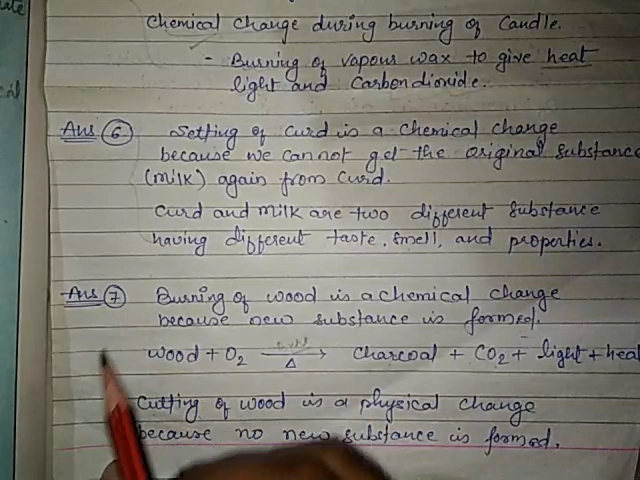 Chemical change during burning of Candle.
- Burning of vapous wax to give heat
light and Carbondioxide.
Ans 6 Setting of curd is a chemical change
because we cannot get the original substance
(milk) again from curd.
Curd and milk are two different substance
having different taste, smell, and properties.
Ans 7 Burning of wood is a chemical change
because new substance is formed.
wood + O2 →
Δ charcoal + CO2 + light + hea
Cutting of wood is a physical change
because no new substance is formed.